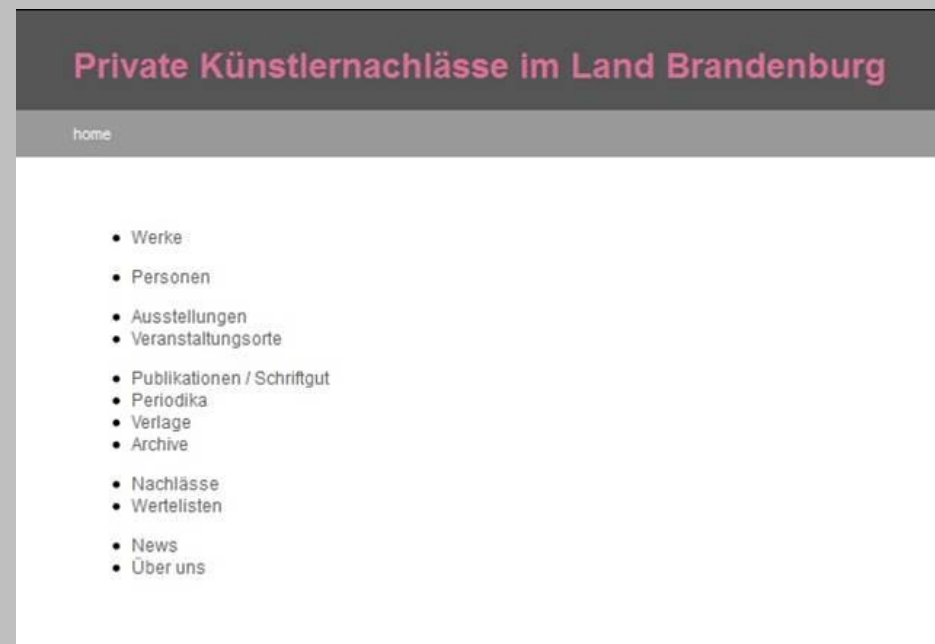 Private Künstlernachlässe im Land Brandenburg
home
Werke
Personen
Ausstellungen
Veranstaltungsorte
Publikationen / Schriftgut
Periodika
Verlage
Archive
Nachlässe
Wertelisten
News
Über uns